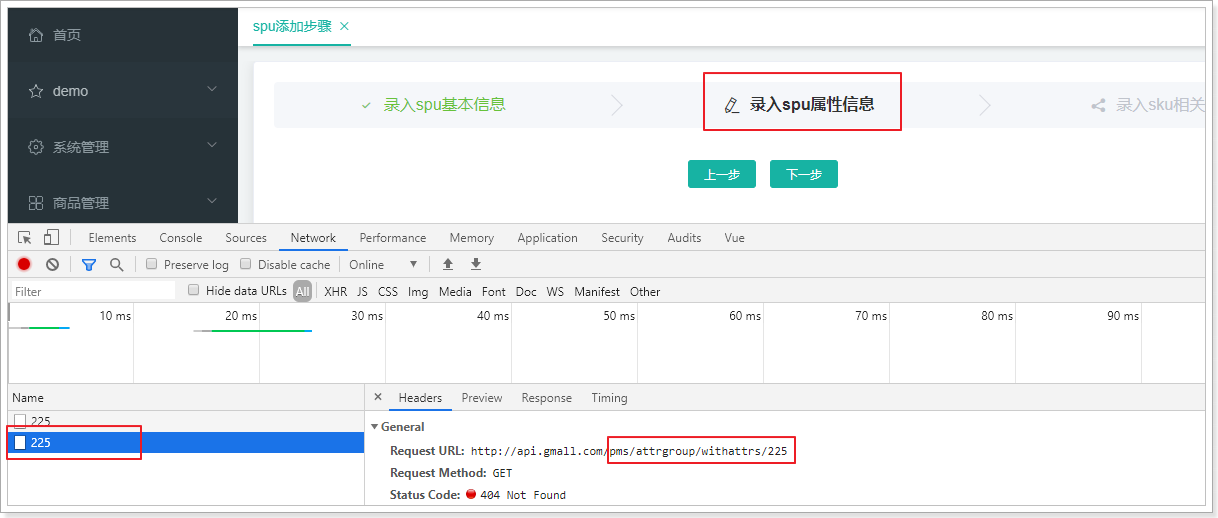 首页
spu添加步骤 ×
demo
录入spu基本信息
录入spu属性信息
录入sku相关
系统管理
上一步
下一步
商品管理
Elements Console Sources Network Performance Memory Application Security Audits Vue
Preserve log Disable cache Online
Filter Hide data URLs All XHR JS CSS Img Media Font Doc WS Manifest Other
10 ms 20 ms 30 ms 40 ms 50 ms 60 ms 70 ms 80 ms 90 ms
Name × Headers Preview Response Timing
225
General
225
Request URL: http://api.gmall.com/pms/attrgroup/withattrs/225
Request Method: GET
Status Code: 404 Not Found